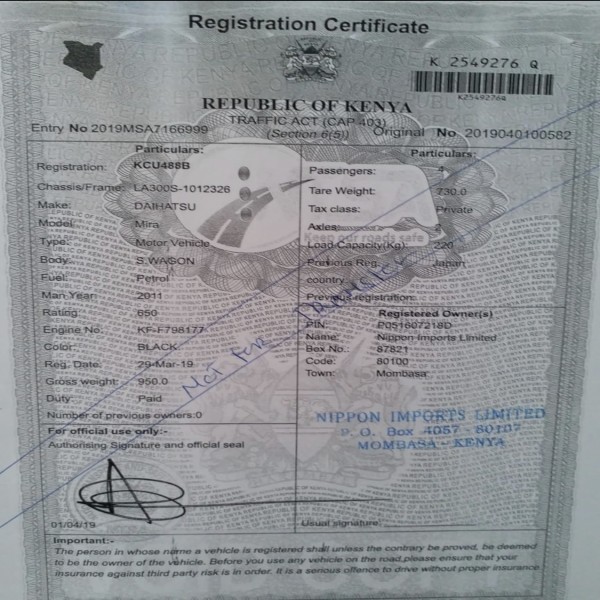 Registration Certificate
K 2549276 Q
K2549276Q
REPUBLIC OF KENYA
TRAFFIC ACT (CAP 403)
(Section 6(5))
Entry No 2019MSA7166999
Original No. 2019040100582
Particulars:
Registration: KCU488B
Chassis/Frame: LA300S-1012326
Make: DAIHATSU
Model: Mira
Type: Motor Vehicle
Body: S.WAGON
Fuel: Petrol
Man Year: 2011
Rating: 650
Engine No: KF-F798177
Color: BLACK
Reg. Date: 29-Mar-19
Gross weight: 950.0
Duty: Paid
Number of previous owners:0
For official use only:-
Authorising Signature and official seal
01/04/19
Particulars:
Passengers: 4
Tare Weight: 730.0
Tax class: Private
Axles: 2
Keep our roads safe
Load Capacity(Kg): 220
Previous Reg. Japan
country
Previous registration:
Registered Owner(s)
PIN: P051607218D
Name: Nippon Imports Limited
Box No.: 87821
Code: 80100
Town: Mombasa
NOT FOR TRANSFER
NIPPON IMPORTS LIMITED
P. O. Box 4057 - 80107
MOMBASA - KENYA
Usual signature:
Important:-
The person in whose name a vehicle is registered shall unless the contrary be proved, be deemed
to be the owner of the vehicle. Before you use any vehicle on the road,please ensure that your
insurance against third party risk is in order. It is a serious offence to drive without proper insurance